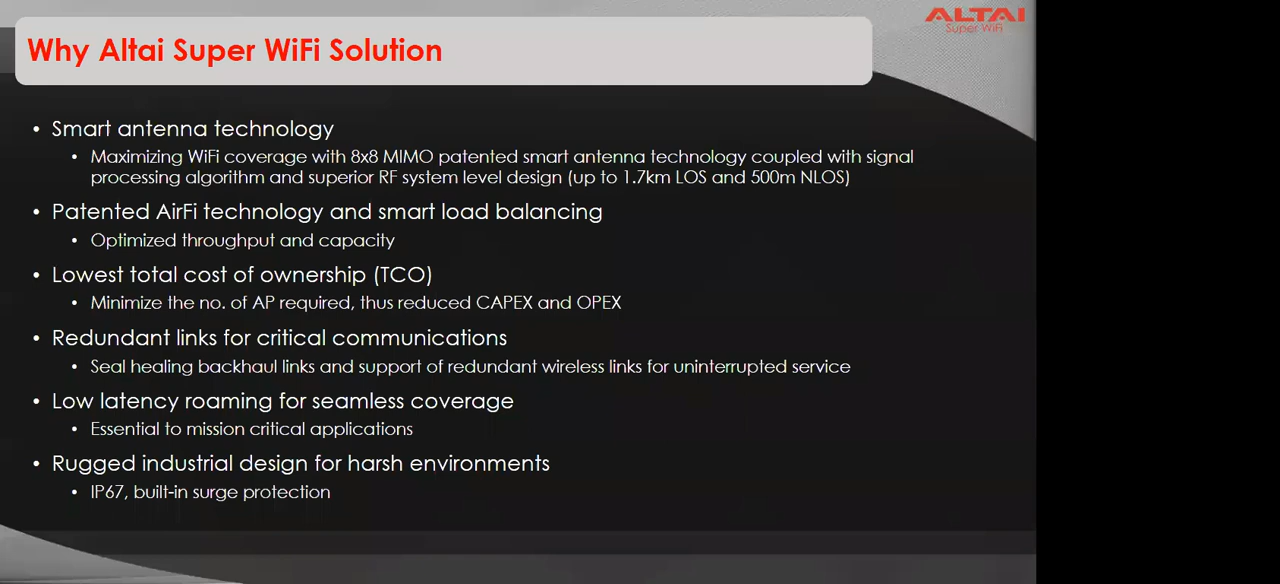 ALTAI
Super WiFi
Why Altai Super WiFi Solution
• Smart antenna technology
• Maximizing WiFi coverage with 8x8 MIMO patented smart antenna technology coupled with signal
processing algorithm and superior RF system level design (up to 1.7km LOS and 500m NLOS)
• Patented AirFi technology and smart load balancing
• Optimized throughput and capacity
• Lowest total cost of ownership (TCO)
• Minimize the no. of AP required, thus reduced CAPEX and OPEX
• Redundant links for critical communications
• Seal healing backhaul links and support of redundant wireless links for uninterrupted service
• Low latency roaming for seamless coverage
• Essential to mission critical applications
• Rugged industrial design for harsh environments
• IP67, built-in surge protection